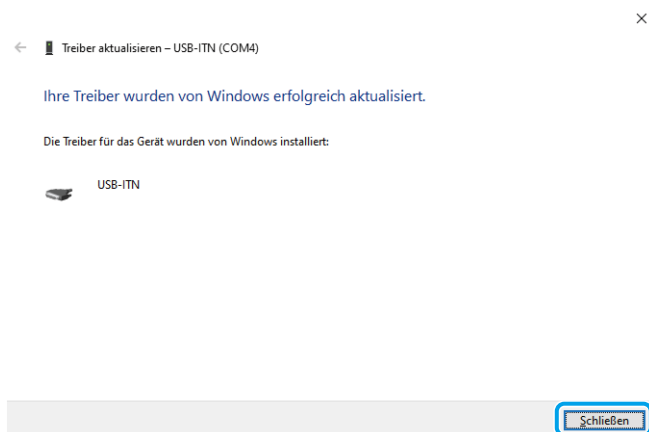 Treiber aktualisieren – USB-ITN (COM4)
Ihre Treiber wurden von Windows erfolgreich aktualisiert.
Die Treiber für das Gerät wurden von Windows installiert:
USB-ITN
Schließen